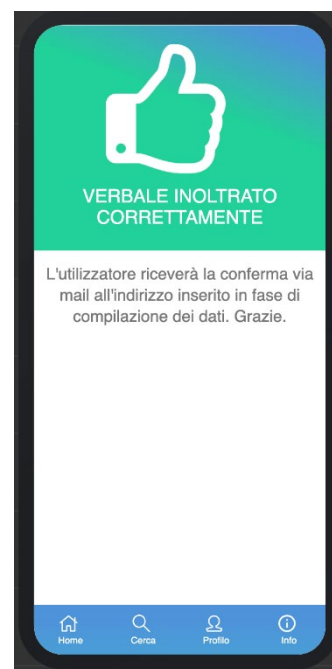 VERBALE INOLTRATO
CORRETTAMENTE
L'utilizzatore riceverà la conferma via
mail all'indirizzo inserito in fase di
compilazione dei dati. Grazie.
Home Cerca Profilo Info